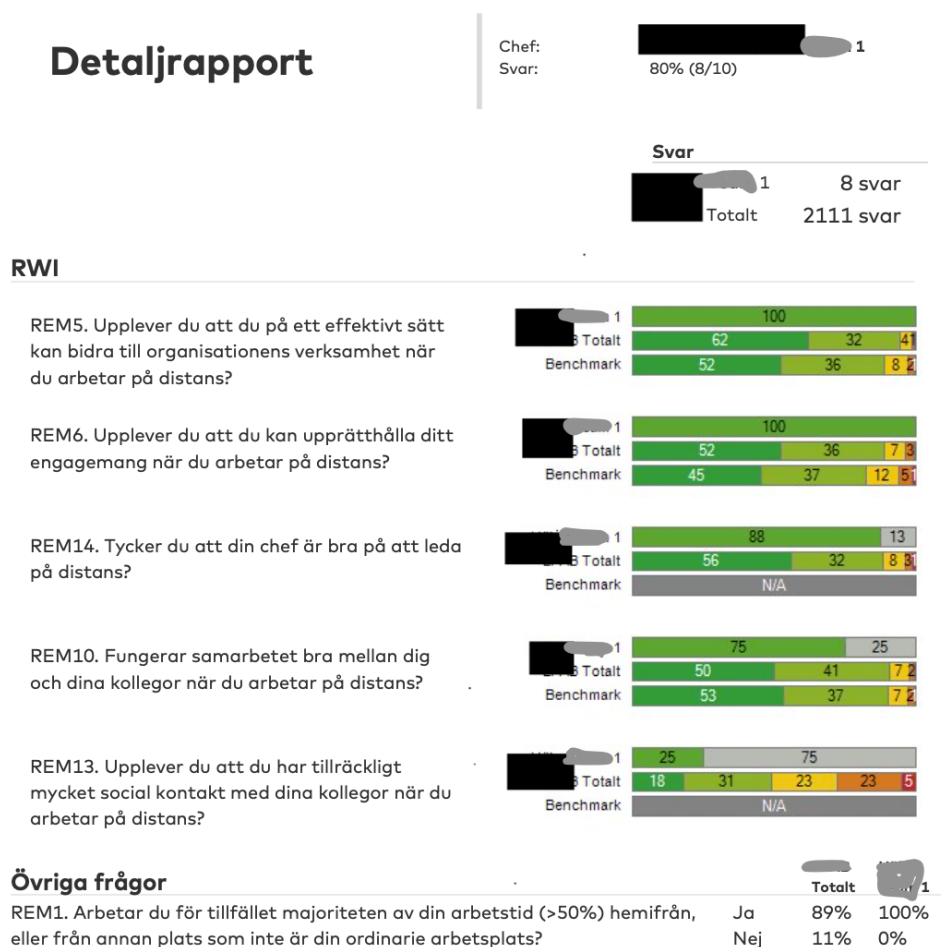 Detaljrapport
Chef:
1
Svar:
80% (8/10)
Svar
1 8 svar
Totalt 2111 svar
RWI
REM5. Upplever du att du på ett effektivt sätt
kan bidra till organisationens verksamhet när
du arbetar på distans?
1 100
B Totalt 62 32 4 1
Benchmark 52 36 8 2
REM6. Upplever du att du kan upprätthålla ditt
engagemang när du arbetar på distans?
1 100
B Totalt 52 36 7 3
Benchmark 45 37 12 5 1
REM14. Tycker du att din chef är bra på att leda
på distans?
1 88 13
B Totalt 56 32 8 3 1
Benchmark N/A
REM10. Fungerar samarbetet bra mellan dig
och dina kollegor när du arbetar på distans?
1 75 25
B Totalt 50 41 7 2
Benchmark 53 37 7 2
REM13. Upplever du att du har tillräckligt
mycket social kontakt med dina kollegor när du
arbetar på distans?
1 25 75
B Totalt 18 31 23 23 5
Benchmark N/A
Övriga frågor
Totalt 1
REM1. Arbetar du för tillfället majoriteten av din arbetstid (>50%) hemifrån, Ja 89% 100%
eller från annan plats som inte är din ordinarie arbetsplats? Nej 11% 0%